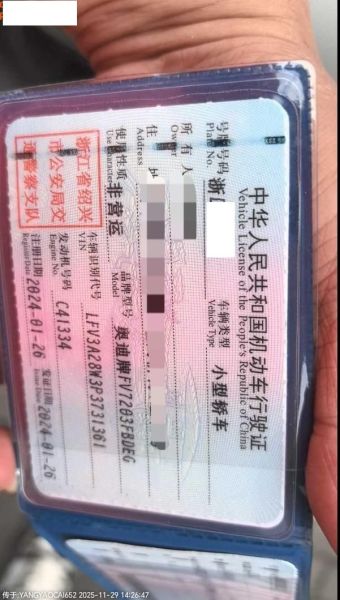 中华人民共和国机动车行驶证
Vehicle License of the People's Republic of China
号牌号码 浙
Plate No.
车辆类型 小型轿车
Vehicle Type
所有人
Owner
住
Address
使用性质 非营运
Use Character
品牌型号 奥迪牌FV7203FBDEG
Model
浙江省绍兴
市公安局交
通警察支队
车辆识别代号 LFV3A28W3P3731361
VIN
发动机号码 C41334
Engine No.
注册日期 2024-01-26
Register Date
发证日期 2024-01-26
Issue Date
传于:YANGYAOCAI652 2025-11-29 14:26:47